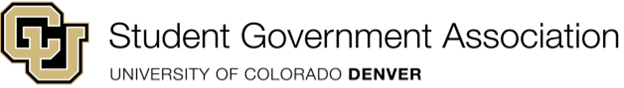 CU Student Government Association
UNIVERSITY OF COLORADO DENVER